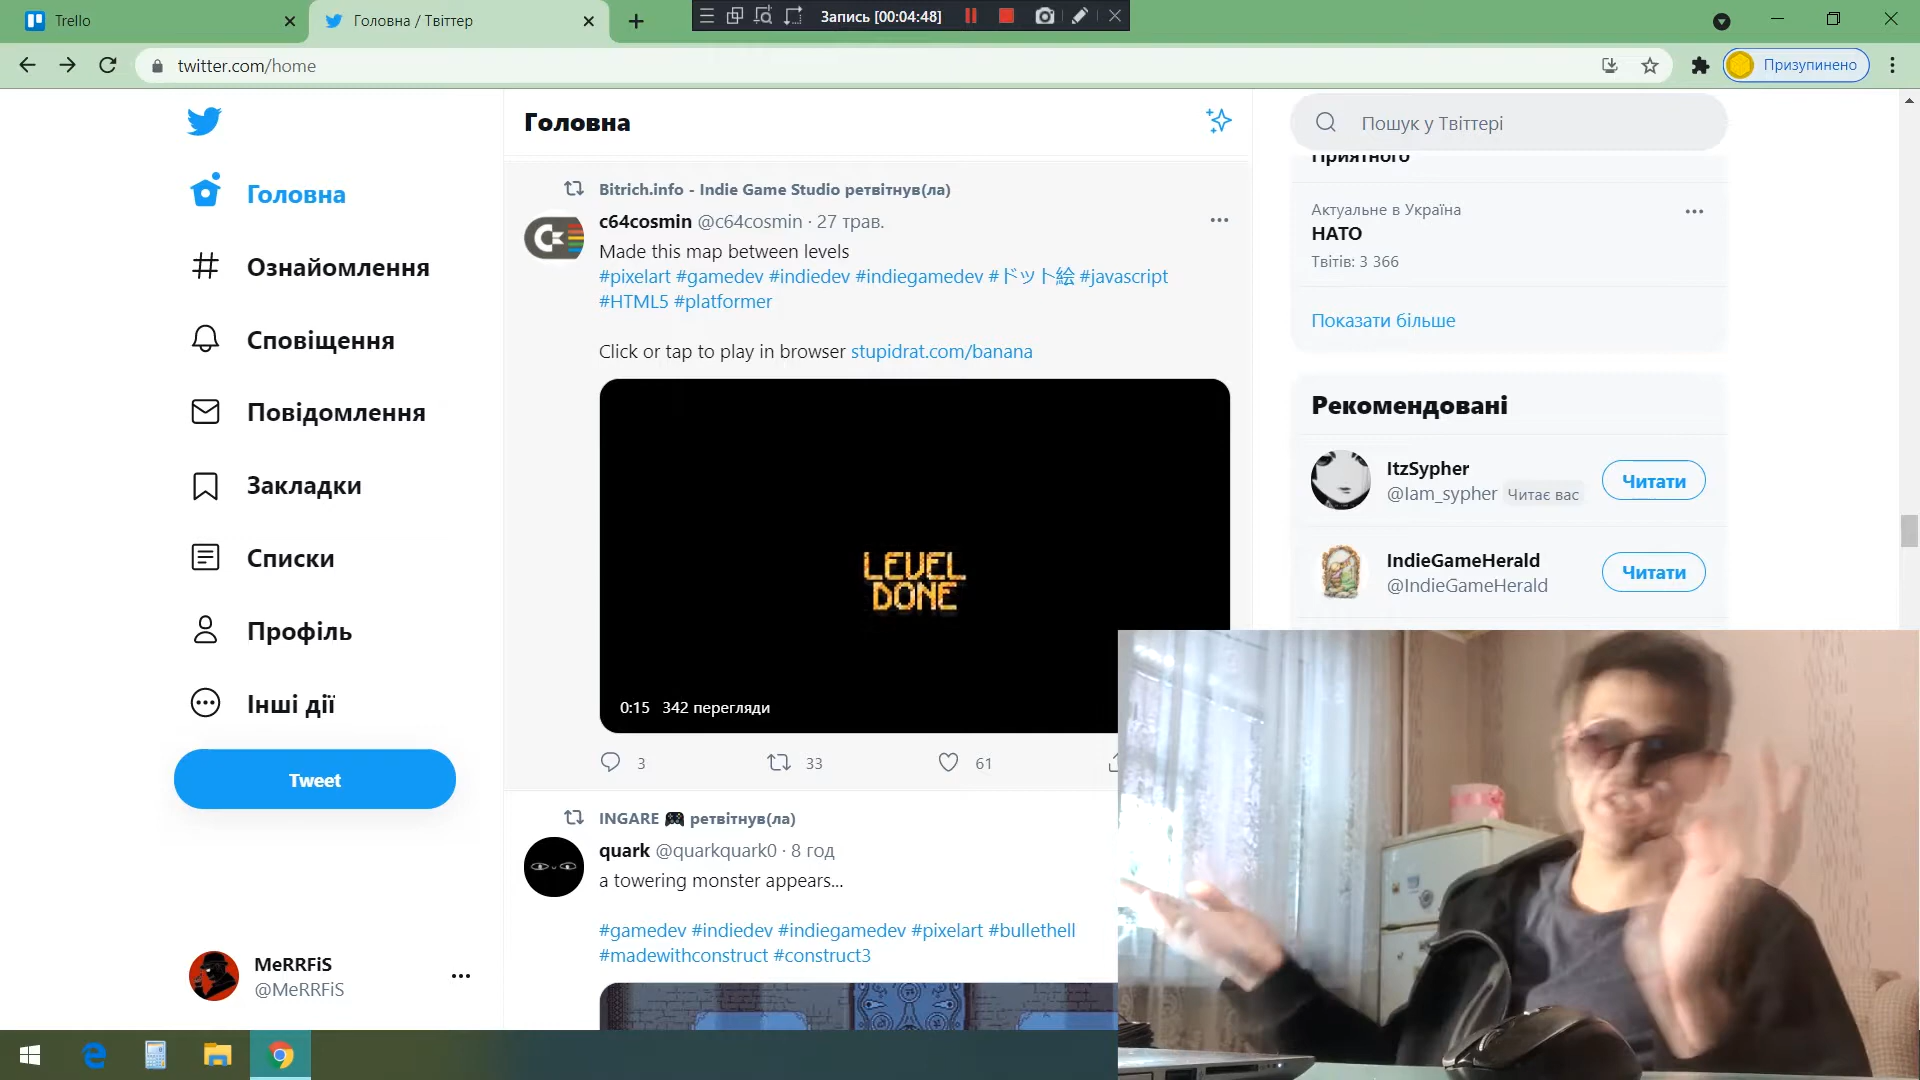 Trello
Головна / Твіттер
Запись [00:04:48]
twitter.com/home
Призупинено
Головна
Ознайомлення
Сповіщення
Повідомлення
Закладки
Списки
Профіль
Інші дії
Tweet
MeRRFiS
@MeRRFiS
Головна
Bitrich.info - Indie Game Studio ретвітнув(ла)
c64cosmin @c64cosmin · 27 трав.
Made this map between levels
#pixelart #gamedev #indiedev #indiegamedev #ドット絵 #javascript
#HTML5 #platformer
Click or tap to play in browser stupidrat.com/banana
LEVEL
DONE
0:15 342 перегляди
3 33 61
INGARE 🎮 ретвітнув(ла)
quark @quarkquark0 · 8 год
a towering monster appears...
#gamedev #indiedev #indiegamedev #pixelart #bullethell
#madewithconstruct #construct3
Пошук у Твіттері
Приятного
Актуальне в Україна
НАТО
Твітів: 3 366
Показати більше
Рекомендовані
ItzSypher
@Iam_sypher Читає вас
Читати
IndieGameHerald
@IndieGameHerald
Читати